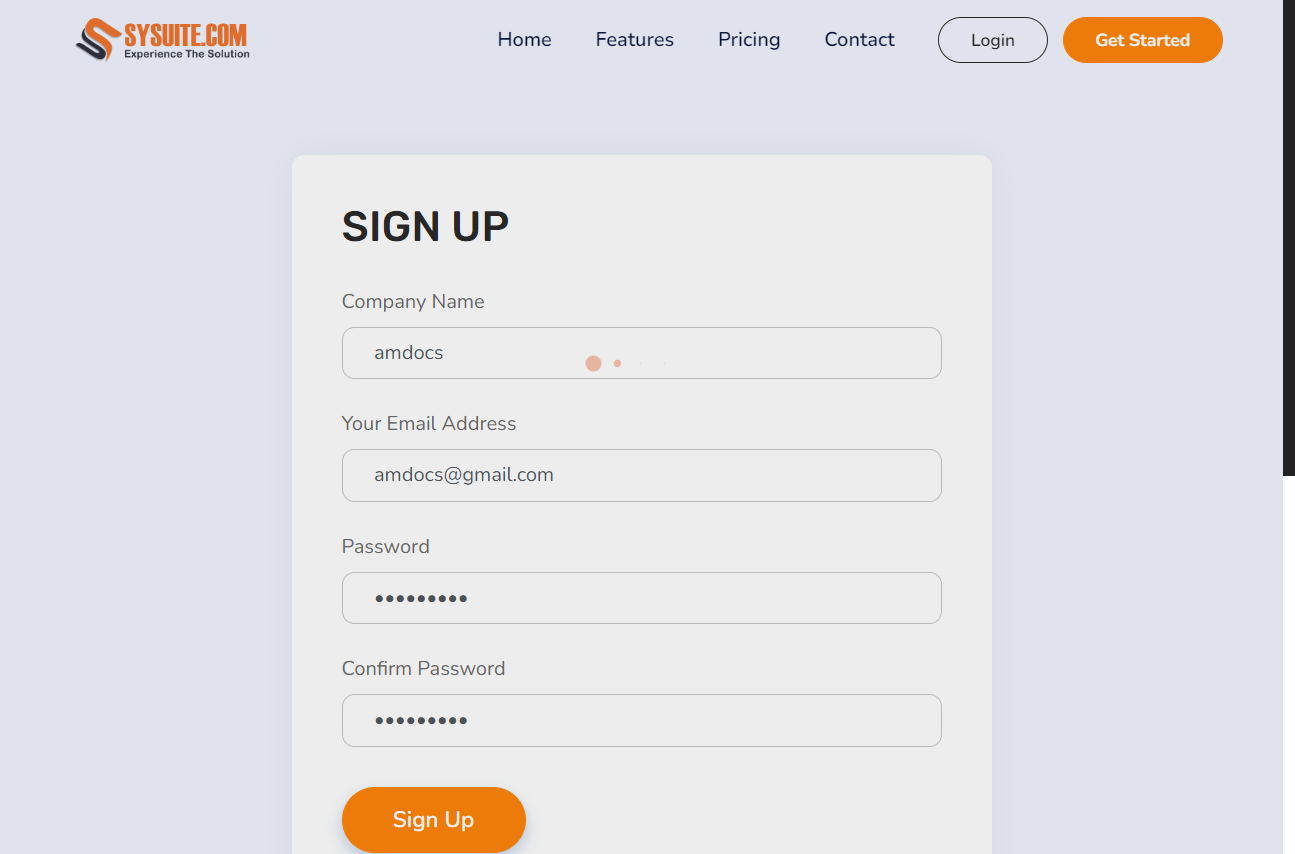 SYSUITE.COM
Experience The Solution
Home Features Pricing Contact Login Get Started
SIGN UP
Company Name
amdocs
Your Email Address
amdocs@gmail.com
Password
•••••••••
Confirm Password
•••••••••
Sign Up